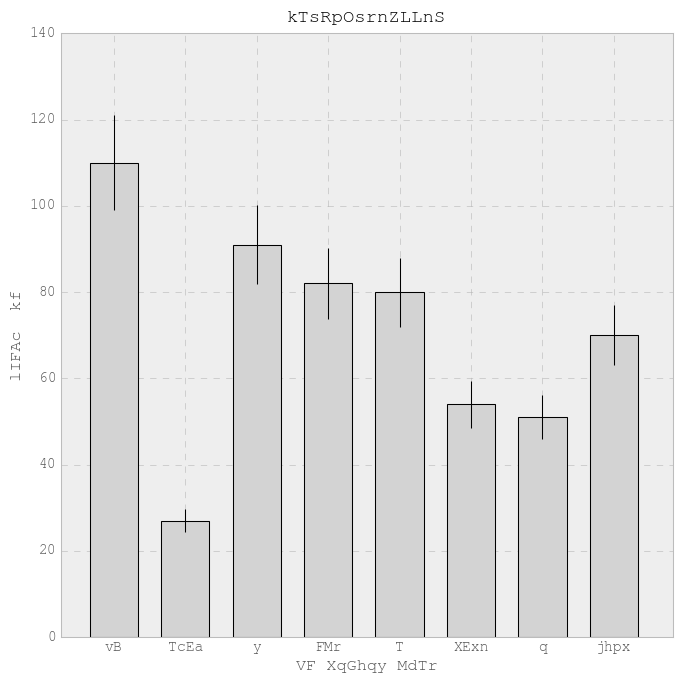 kTsRpOsrnZLLnS
140
120
100
80
60
40
20
0
lIFAc kf
vB TcEa y FMr T XExn q jhpx
VF XqGhqy MdTr